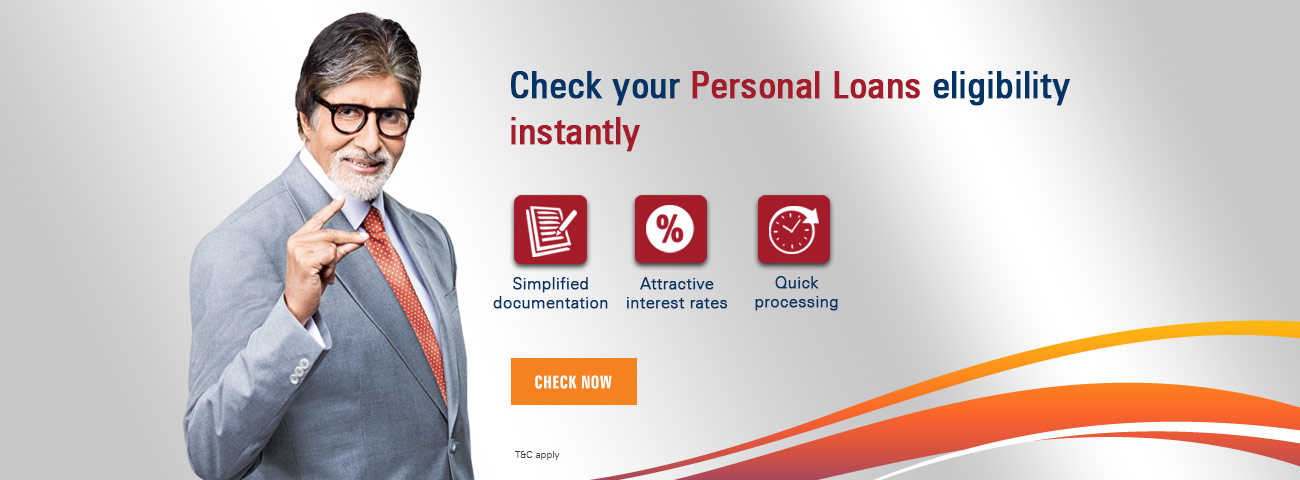 Check your Personal Loans eligibility
instantly
%
Simplified
documentation
Attractive
interest rates
Quick
processing
CHECK NOW
T&C apply